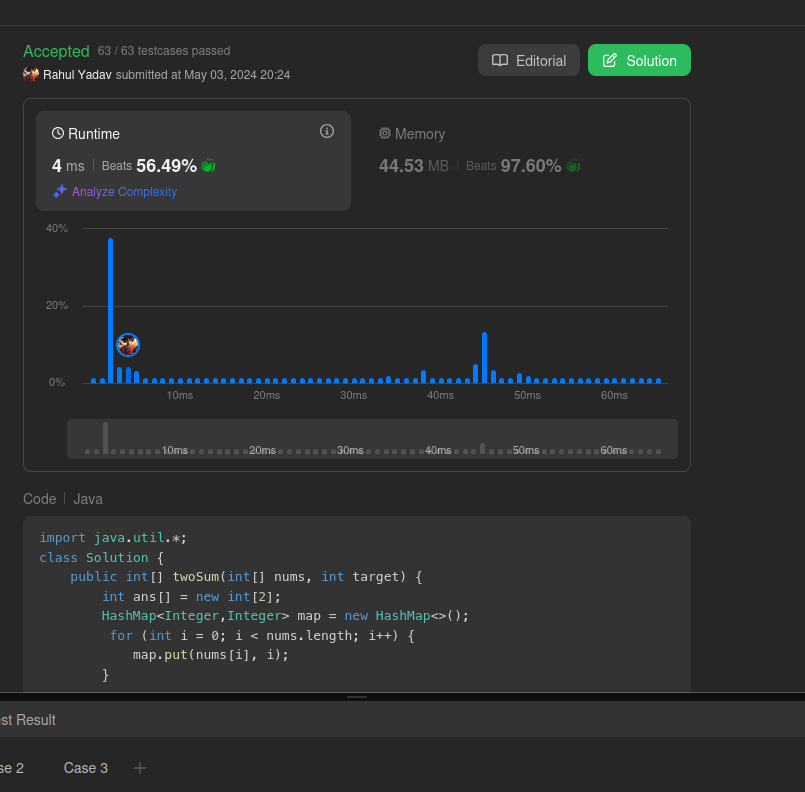 Accepted 63 / 63 testcases passed
Rahul Yadav submitted at May 03, 2024 20:24
Editorial
Solution
Runtime
4 ms Beats 56.49%
Analyze Complexity
Memory
44.53 MB Beats 97.60%
40%
20%
0%
10ms 20ms 30ms 40ms 50ms 60ms
10ms 20ms 30ms 40ms 50ms 60ms
Code Java
import java.util.*;
class Solution {
    public int[] twoSum(int[] nums, int target) {
        int ans[] = new int[2];
        HashMap<Integer,Integer> map = new HashMap<>();
         for (int i = 0; i < nums.length; i++) {
            map.put(nums[i], i);
        }
st Result
se 2 Case 3 +